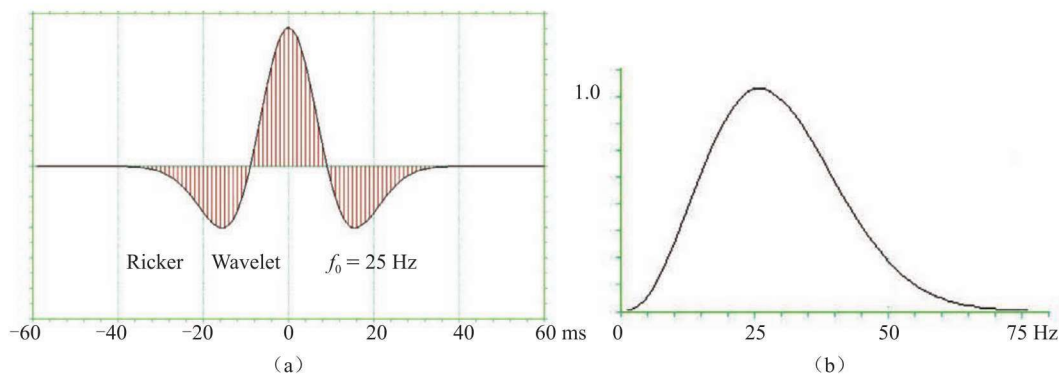 1.0
Ricker Wavelet f₀ = 25 Hz
−60 −40 −20 0 20 40 60 ms
0 25 50 75 Hz
（a）
（b）